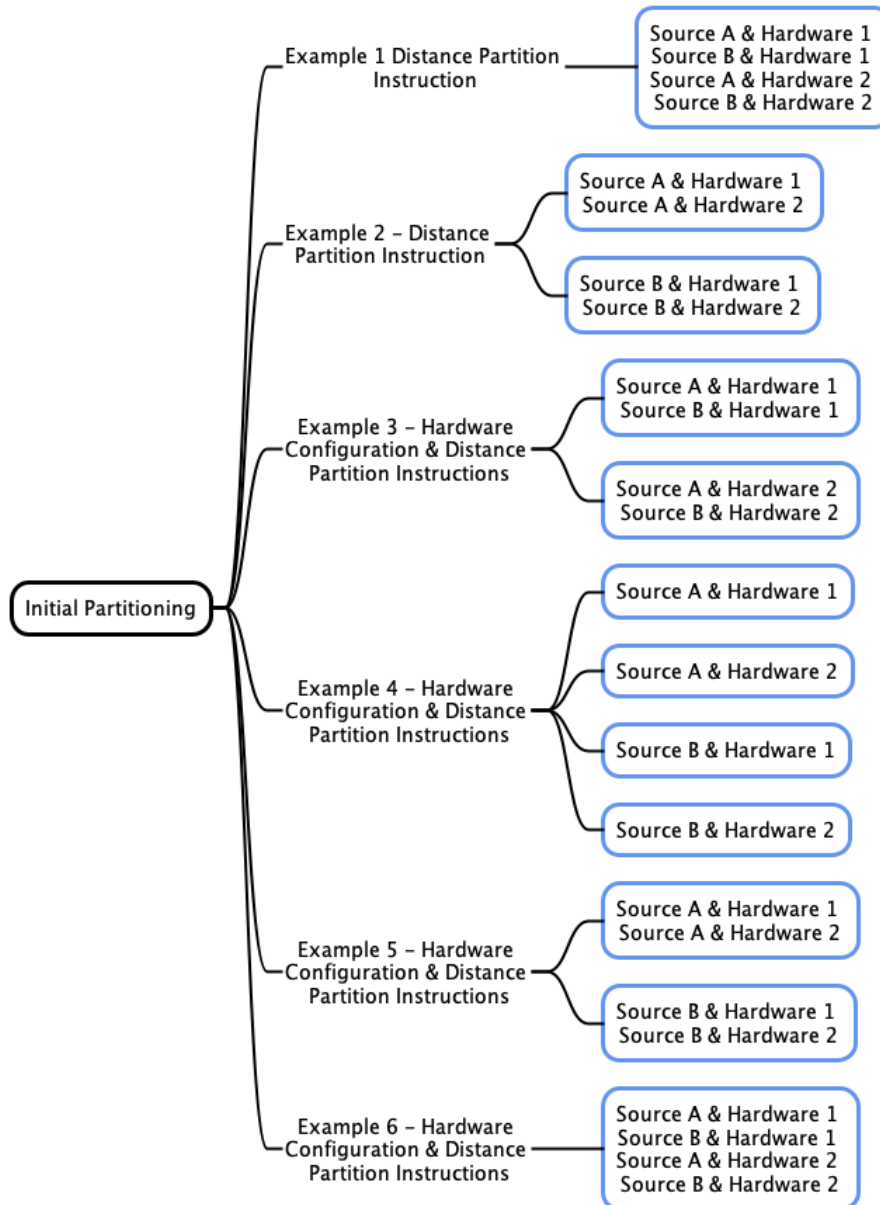 Initial Partitioning
Example 1 Distance Partition
Instruction
Source A & Hardware 1
Source B & Hardware 1
Source A & Hardware 2
Source B & Hardware 2
Example 2 – Distance
Partition Instruction
Source A & Hardware 1
Source A & Hardware 2
Source B & Hardware 1
Source B & Hardware 2
Example 3 – Hardware
Configuration & Distance
Partition Instructions
Source A & Hardware 1
Source B & Hardware 1
Source A & Hardware 2
Source B & Hardware 2
Example 4 – Hardware
Configuration & Distance
Partition Instructions
Source A & Hardware 1
Source A & Hardware 2
Source B & Hardware 1
Source B & Hardware 2
Example 5 – Hardware
Configuration & Distance
Partition Instructions
Source A & Hardware 1
Source A & Hardware 2
Source B & Hardware 1
Source B & Hardware 2
Example 6 – Hardware
Configuration & Distance
Partition Instructions
Source A & Hardware 1
Source B & Hardware 1
Source A & Hardware 2
Source B & Hardware 2